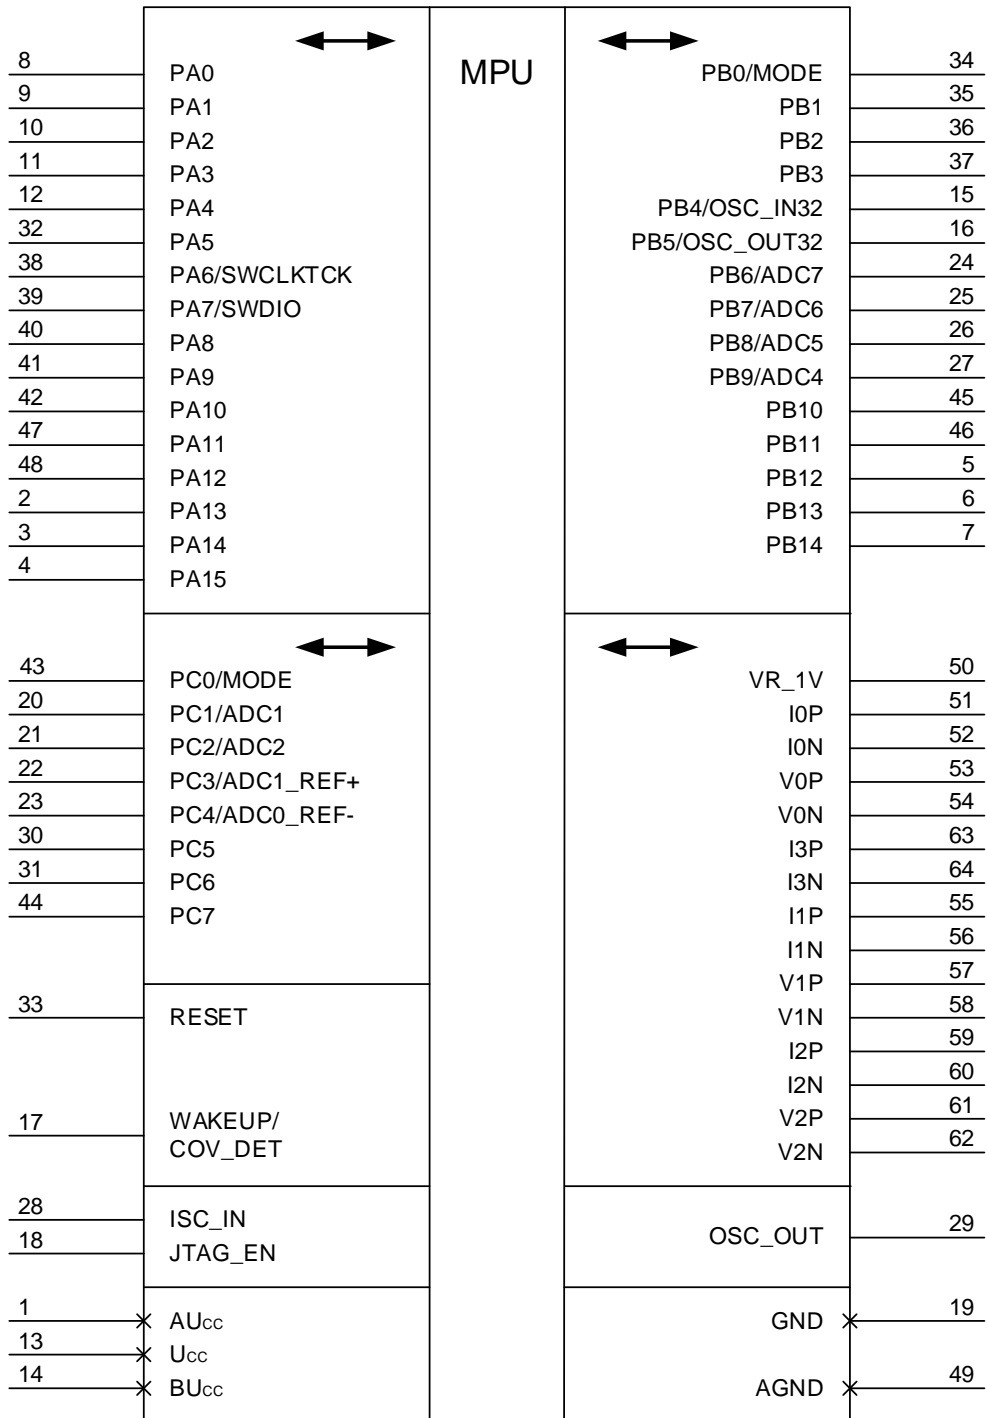 MPU
8 PA0 PB0/MODE 34
9 PA1 PB1 35
10 PA2 PB2 36
11 PA3 PB3 37
12 PA4 PB4/OSC_IN32 15
32 PA5 PB5/OSC_OUT32 16
38 PA6/SWCLKTCK PB6/ADC7 24
39 PA7/SWDIO PB7/ADC6 25
40 PA8 PB8/ADC5 26
41 PA9 PB9/ADC4 27
42 PA10 PB10 45
47 PA11 PB11 46
48 PA12 PB12 5
2 PA13 PB13 6
3 PA14 PB14 7
4 PA15
43 PC0/MODE VR_1V 50
20 PC1/ADC1 I0P 51
21 PC2/ADC2 I0N 52
22 PC3/ADC1_REF+ V0P 53
23 PC4/ADC0_REF- V0N 54
30 PC5 I3P 63
31 PC6 I3N 64
44 PC7 I1P 55
I1N 56
V1P 57
33 RESET V1N 58
I2P 59
I2N 60
17 WAKEUP/ V2P 61
COV_DET V2N 62
28 ISC_IN
OSC_OUT 29
18 JTAG_EN
1 AUcc GND 19
13 Ucc
14 BUcc AGND 49